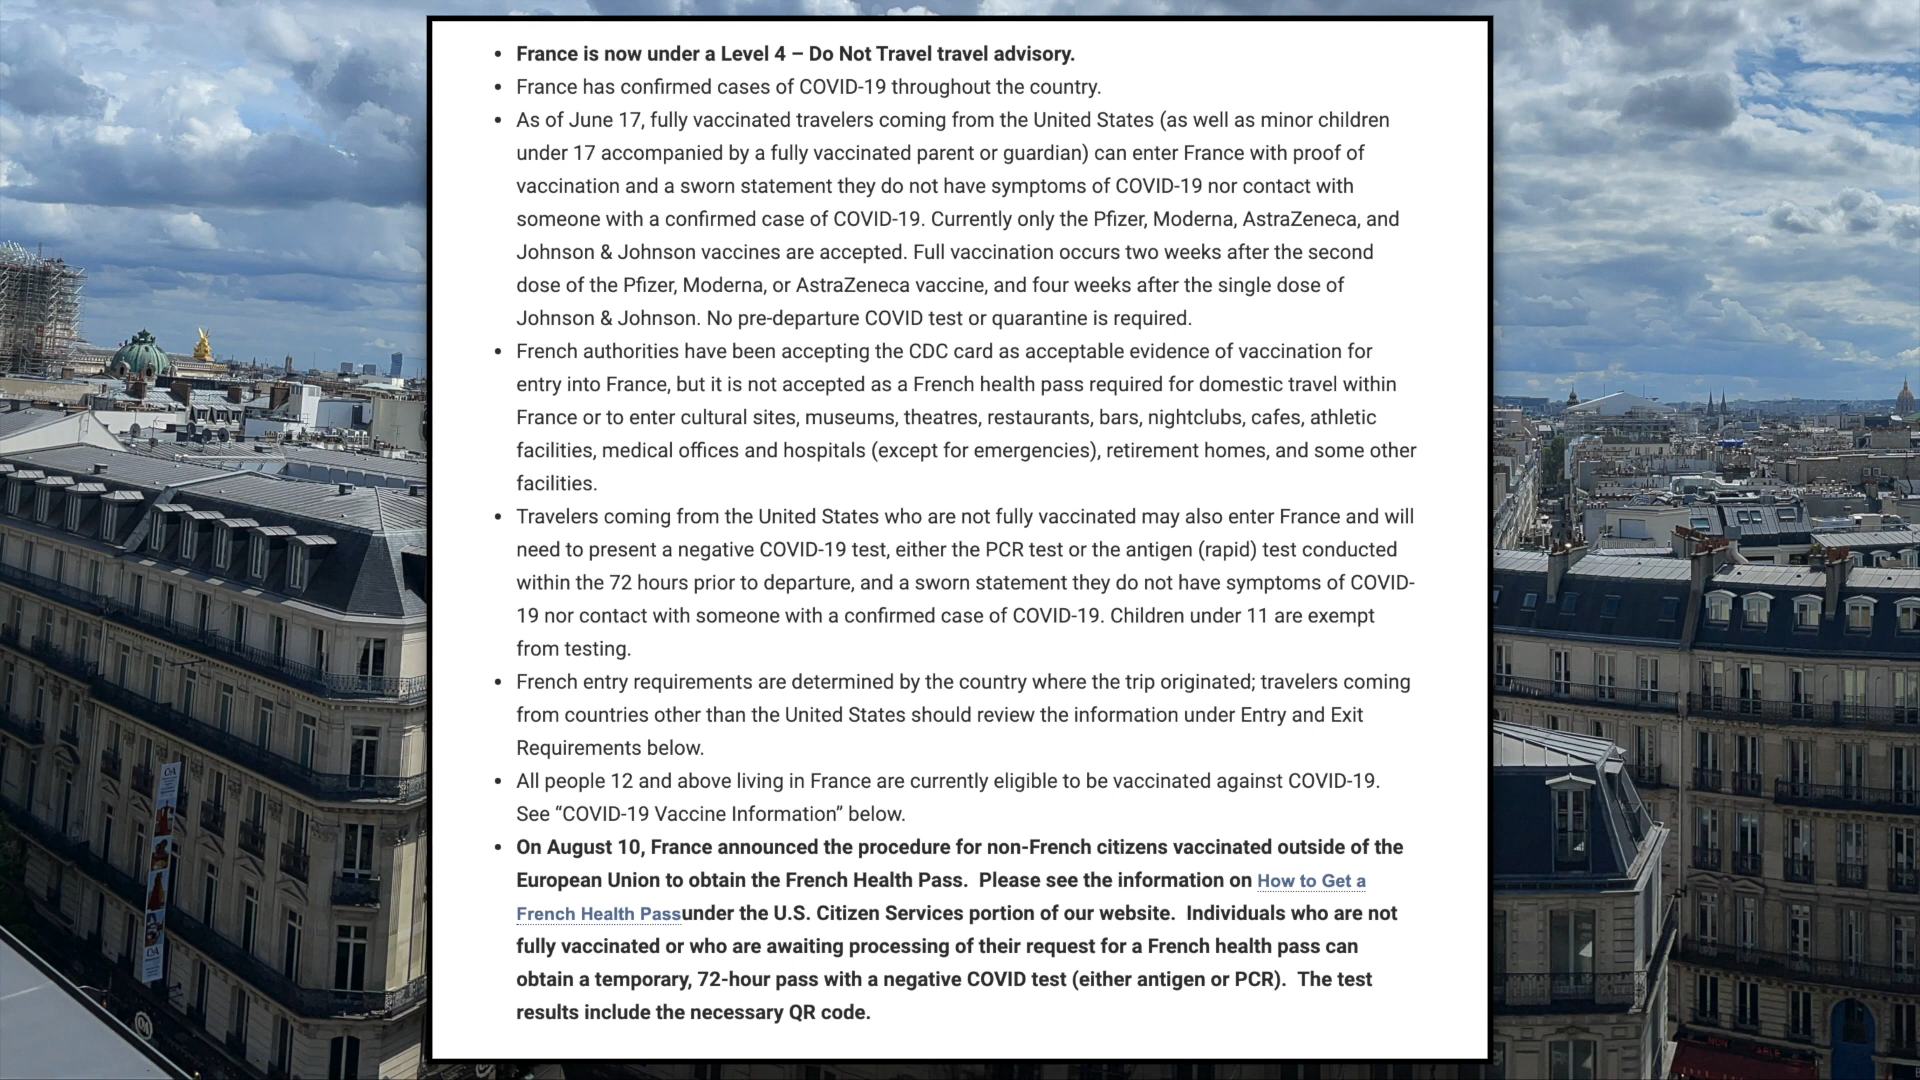 France is now under a Level 4 – Do Not Travel travel advisory.
France has confirmed cases of COVID-19 throughout the country.
As of June 17, fully vaccinated travelers coming from the United States (as well as minor children
under 17 accompanied by a fully vaccinated parent or guardian) can enter France with proof of
vaccination and a sworn statement they do not have symptoms of COVID-19 nor contact with
someone with a confirmed case of COVID-19. Currently only the Pfizer, Moderna, AstraZeneca, and
Johnson & Johnson vaccines are accepted. Full vaccination occurs two weeks after the second
dose of the Pfizer, Moderna, or AstraZeneca vaccine, and four weeks after the single dose of
Johnson & Johnson. No pre-departure COVID test or quarantine is required.
French authorities have been accepting the CDC card as acceptable evidence of vaccination for
entry into France, but it is not accepted as a French health pass required for domestic travel within
France or to enter cultural sites, museums, theatres, restaurants, bars, nightclubs, cafes, athletic
facilities, medical offices and hospitals (except for emergencies), retirement homes, and some other
facilities.
Travelers coming from the United States who are not fully vaccinated may also enter France and will
need to present a negative COVID-19 test, either the PCR test or the antigen (rapid) test conducted
within the 72 hours prior to departure, and a sworn statement they do not have symptoms of COVID-
19 nor contact with someone with a confirmed case of COVID-19. Children under 11 are exempt
from testing.
French entry requirements are determined by the country where the trip originated; travelers coming
from countries other than the United States should review the information under Entry and Exit
Requirements below.
All people 12 and above living in France are currently eligible to be vaccinated against COVID-19.
See “COVID-19 Vaccine Information” below.
On August 10, France announced the procedure for non-French citizens vaccinated outside of the
European Union to obtain the French Health Pass.  Please see the information on How to Get a
French Health Passunder the U.S. Citizen Services portion of our website.  Individuals who are not
fully vaccinated or who are awaiting processing of their request for a French health pass can
obtain a temporary, 72-hour pass with a negative COVID test (either antigen or PCR).  The test
results include the necessary QR code.